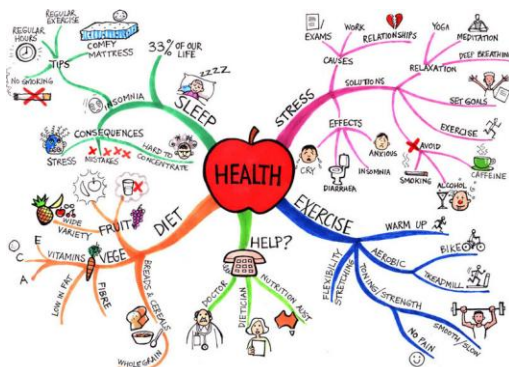 HEALTH
SLEEP
33% OF OUR LIFE
ZZZZ
INSOMNIA
TIPS
REGULAR HOURS
REGULAR EXERCISE
COMFY MATTRESS
NO SMOKING
CONSEQUENCES
STRESS
MISTAKES
HARD TO CONCENTRATE
STRESS
CAUSES
EXAMS
WORK
RELATIONSHIPS
SOLUTIONS
RELAXATION
YOGA
MEDITATION
DEEP BREATHING
SET GOALS
EXERCISE
AVOID
CAFFEINE
ALCOHOL
SMOKING
EFFECTS
CRY
DIARRHEA
INSOMNIA
ANXIOUS
EXERCISE
WARM UP
AEROBIC
BIKE
TREADMILL
TONING/STRENGTH
SMOOTH/SLOW
NO PAIN
FLEXIBILITY
STRETCHING
HELP?
DOCTOR
DIETICIAN
NUTRITION AUST
DIET
FRUIT
WIDE VARIETY
VEGE
VITAMINS
E
C
A
LOW IN FAT
FIBRE
BREADS & CEREALS
WHOLEGRAIN